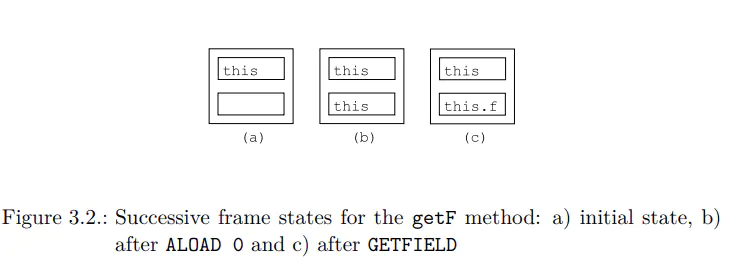 this this this
this this.f
(a) (b) (c)
Figure 3.2.: Successive frame states for the getF method: a) initial state, b)
after ALOAD 0 and c) after GETFIELD